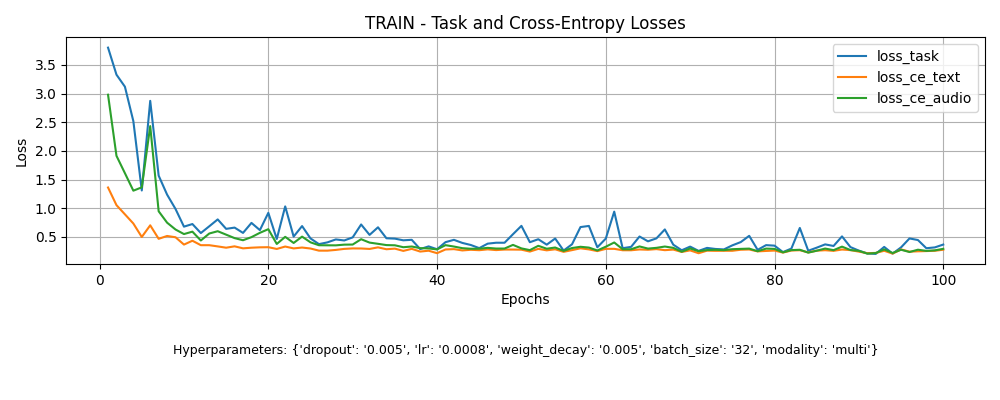 TRAIN - Task and Cross-Entropy Losses
loss_task
loss_ce_text
loss_ce_audio
3.5
3.0
2.5
2.0
1.5
1.0
0.5
Loss
0 20 40 60 80 100
Epochs
Hyperparameters: {'dropout': '0.005', 'lr': '0.0008', 'weight_decay': '0.005', 'batch_size': '32', 'modality': 'multi'}